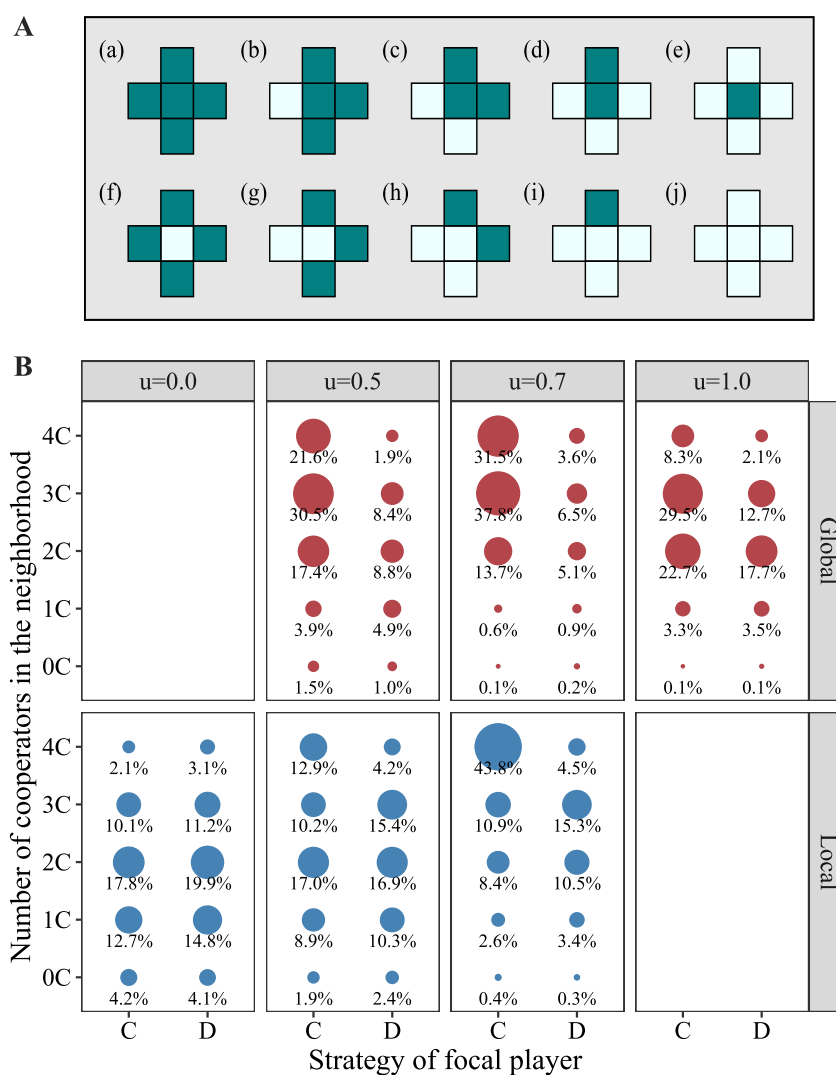 A
(a) (b) (c) (d) (e)
(f) (g) (h) (i) (j)
B
u=0.0 u=0.5 u=0.7 u=1.0
Number of cooperators in the neighborhood
4C
21.6% 1.9% 31.5% 3.6% 8.3% 2.1%
3C
30.5% 8.4% 37.8% 6.5% 29.5% 12.7%
2C
17.4% 8.8% 13.7% 5.1% 22.7% 17.7%
1C
3.9% 4.9% 0.6% 0.9% 3.3% 3.5%
0C
1.5% 1.0% 0.1% 0.2% 0.1% 0.1%
Global
4C
2.1% 3.1% 12.9% 4.2% 43.8% 4.5%
3C
10.1% 11.2% 10.2% 15.4% 10.9% 15.3%
2C
17.8% 19.9% 17.0% 16.9% 8.4% 10.5%
1C
12.7% 14.8% 8.9% 10.3% 2.6% 3.4%
0C
4.2% 4.1% 1.9% 2.4% 0.4% 0.3%
Local
C D C D C D C D
Strategy of focal player